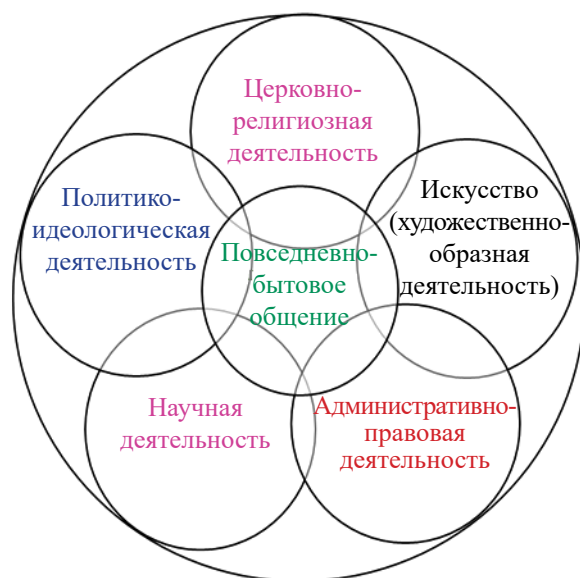 Церковно-
религиозная
деятельность
Политико-
идеологическая
деятельность
Искусство
(художественно-
образная
деятельность)
Повседневно-
бытовое
общение
Научная
деятельность
Административно-
правовая
деятельность